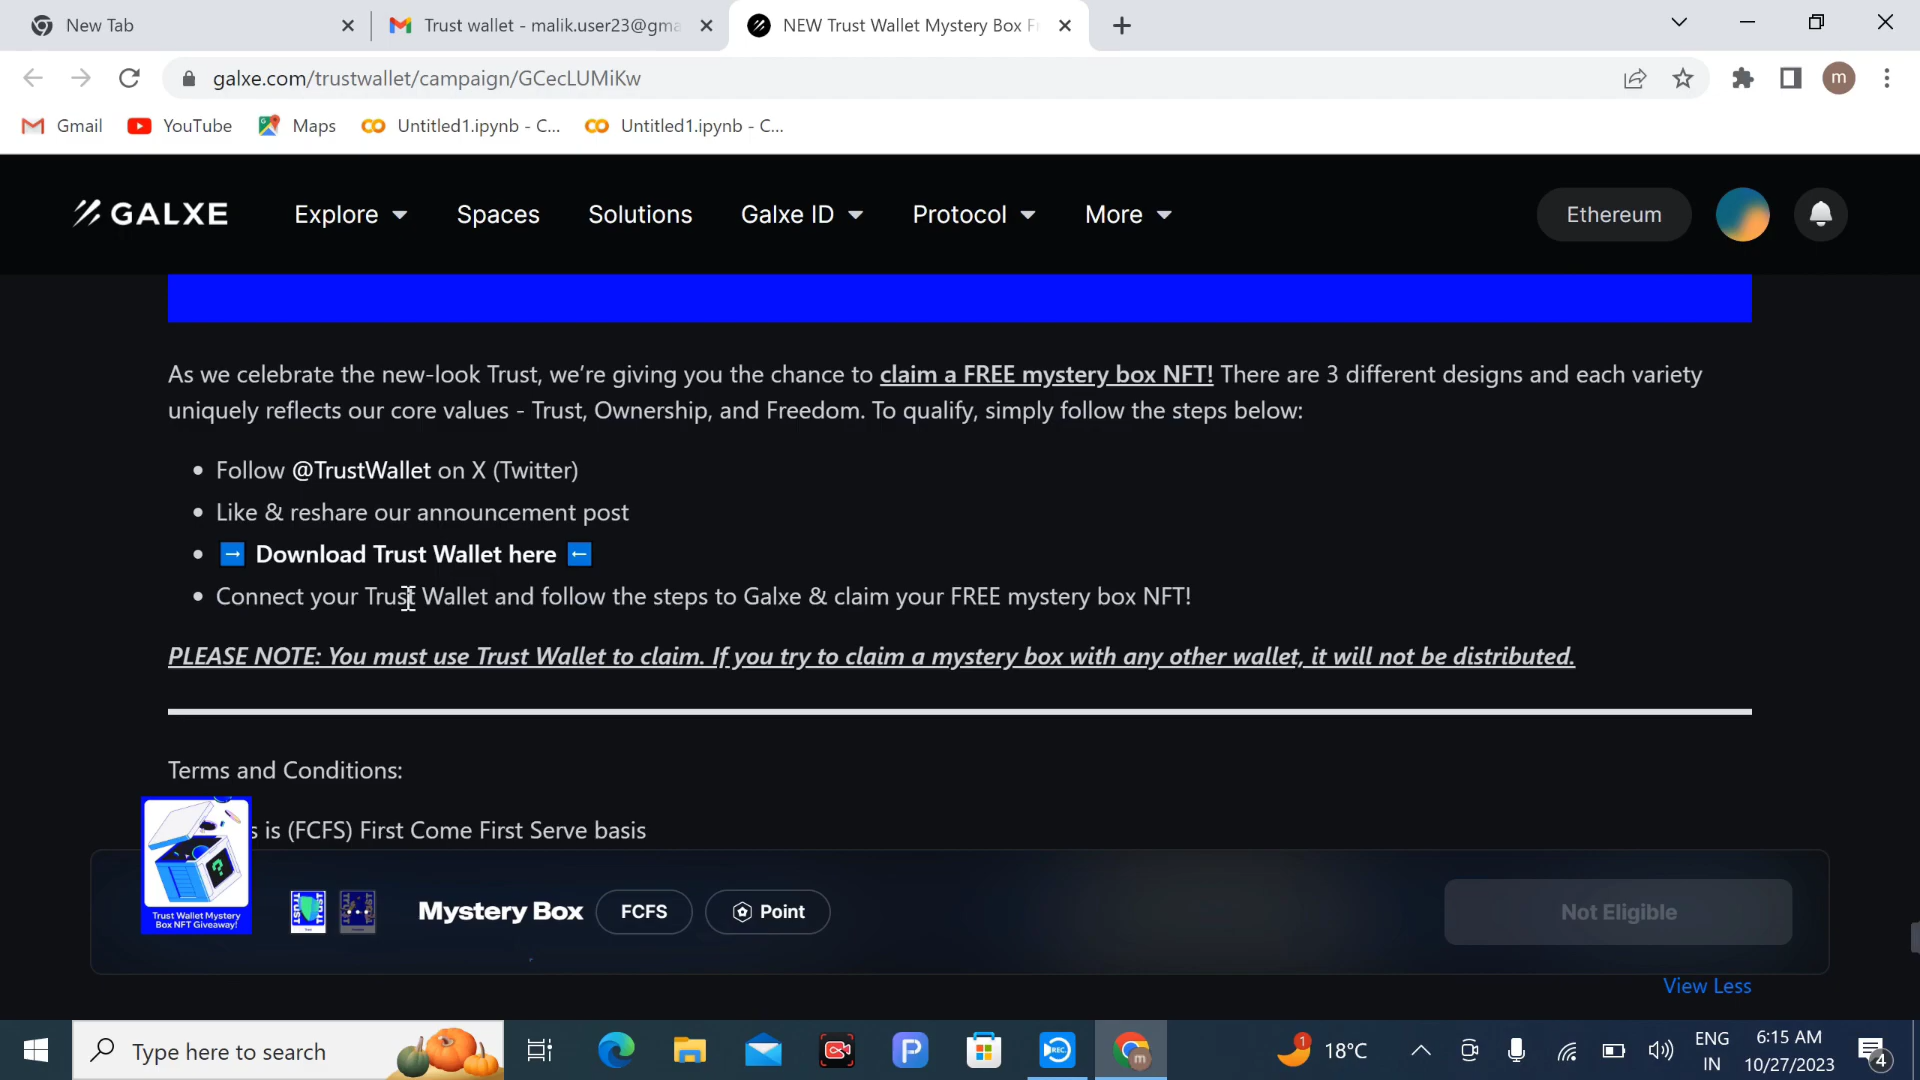 New Tab
Trust wallet - malik.user23@gma
NEW Trust Wallet Mystery Box Fr
galxe.com/trustwallet/campaign/GCecLUMiKw
m
Gmail
YouTube
Maps
Untitled1.ipynb - C...
Untitled1.ipynb - C...
GALXE
Explore
Spaces
Solutions
Galxe ID
Protocol
More
Ethereum
As we celebrate the new-look Trust, we’re giving you the chance to claim a FREE mystery box NFT! There are 3 different designs and each variety
uniquely reflects our core values - Trust, Ownership, and Freedom. To qualify, simply follow the steps below:
• Follow @TrustWallet on X (Twitter)
• Like & reshare our announcement post
• ➡ Download Trust Wallet here ⬅
• Connect your Trust Wallet and follow the steps to Galxe & claim your FREE mystery box NFT!
PLEASE NOTE: You must use Trust Wallet to claim. If you try to claim a mystery box with any other wallet, it will not be distributed.
Terms and Conditions:
s is (FCFS) First Come First Serve basis
Trust Wallet Mystery
Box NFT Giveaway!
TRUST
TRUST
Mystery Box
FCFS
Point
Not Eligible
View Less
Type here to search
REC
m
1
18°C
ENG
IN
6:15 AM
10/27/2023
4